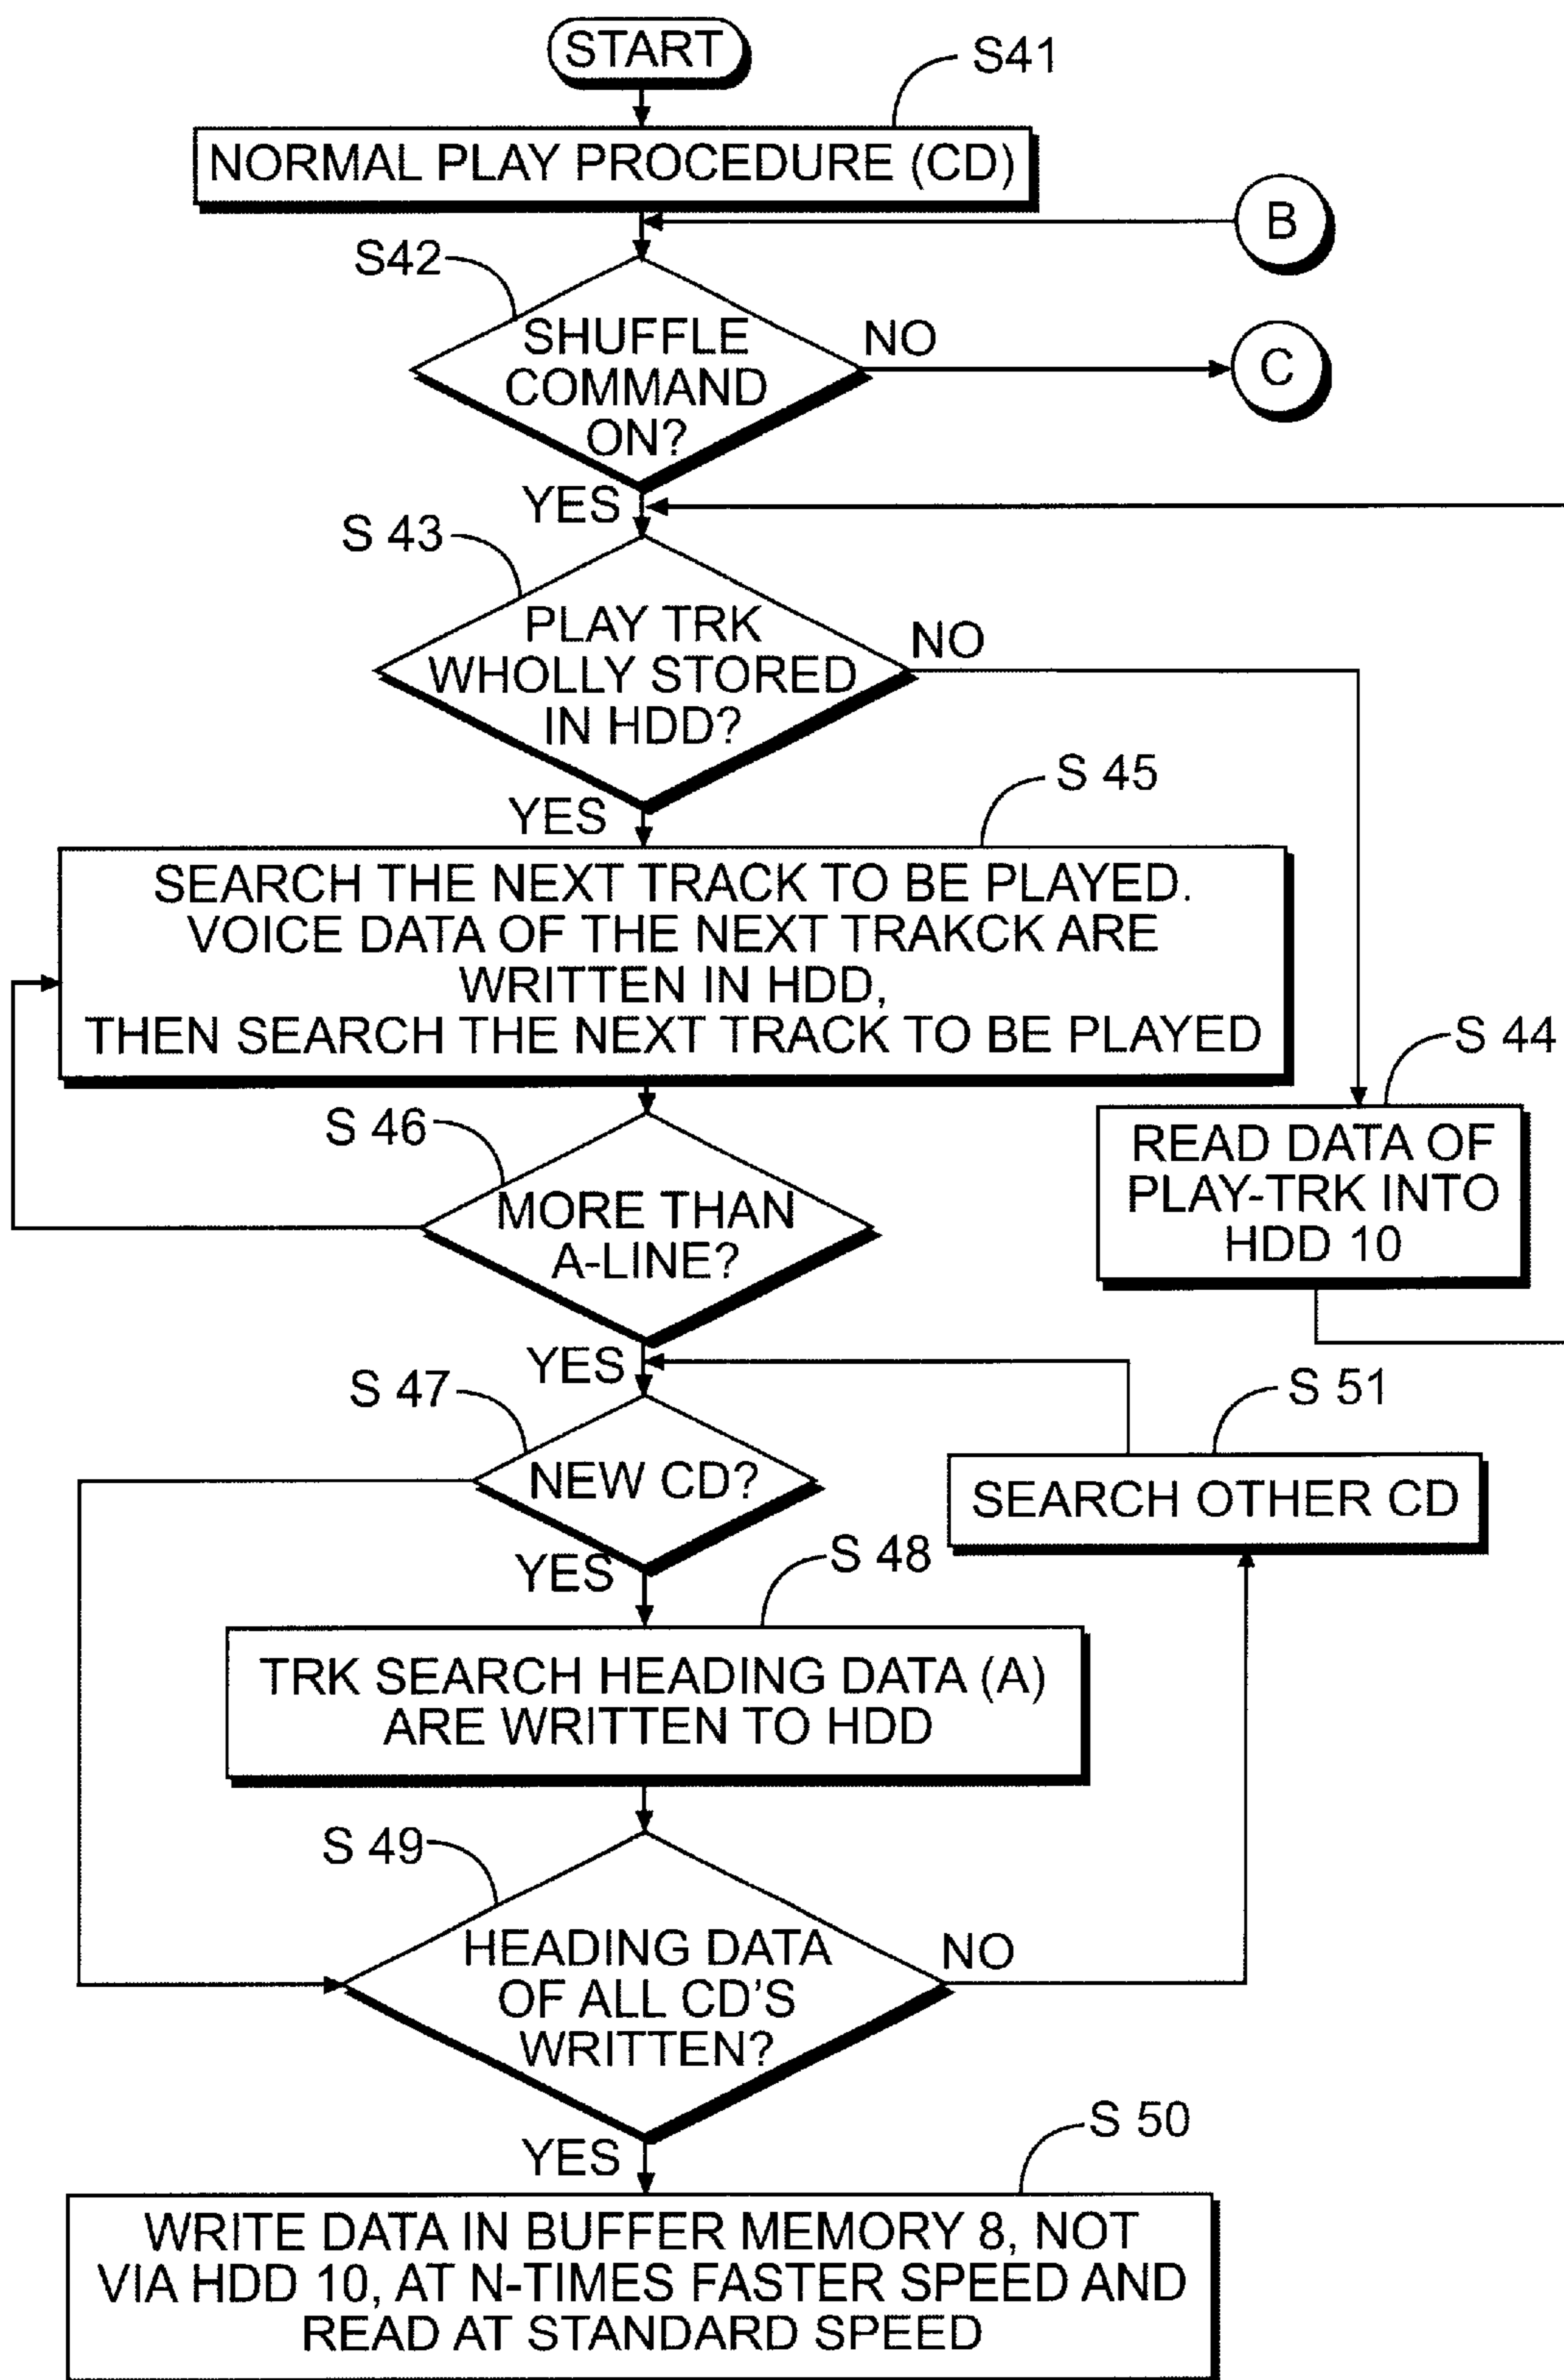 START
S41
NORMAL PLAY PROCEDURE (CD)
B
S42
SHUFFLE
COMMAND
ON?
NO
C
YES
S 43
PLAY TRK
WHOLLY STORED
IN HDD?
NO
YES
S 45
SEARCH THE NEXT TRACK TO BE PLAYED.
VOICE DATA OF THE NEXT TRAKCK ARE
WRITTEN IN HDD,
THEN SEARCH THE NEXT TRACK TO BE PLAYED
S 44
READ DATA OF
PLAY-TRK INTO
HDD 10
S 46
MORE THAN
A-LINE?
YES
S 47
NEW CD?
S 51
SEARCH OTHER CD
YES
S 48
TRK SEARCH HEADING DATA (A)
ARE WRITTEN TO HDD
S 49
HEADING DATA
OF ALL CD'S
WRITTEN?
NO
YES
S 50
WRITE DATA IN BUFFER MEMORY 8, NOT
VIA HDD 10, AT N-TIMES FASTER SPEED AND
READ AT STANDARD SPEED